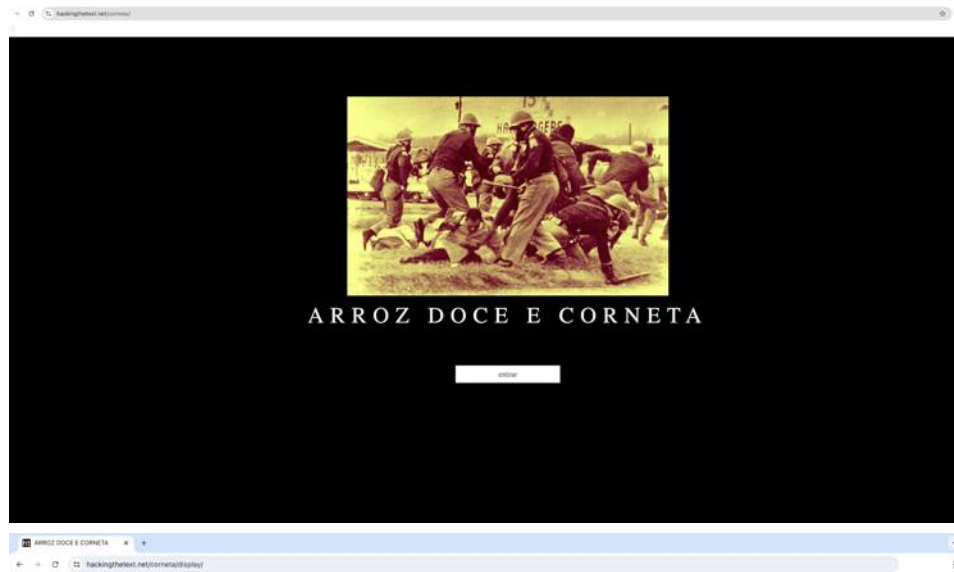 hackingthetext.net/corneta/
ARROZ DOCE E CORNETA
entrar
ARROZ DOCE E CORNETA
hackingthetext.net/corneta/display/